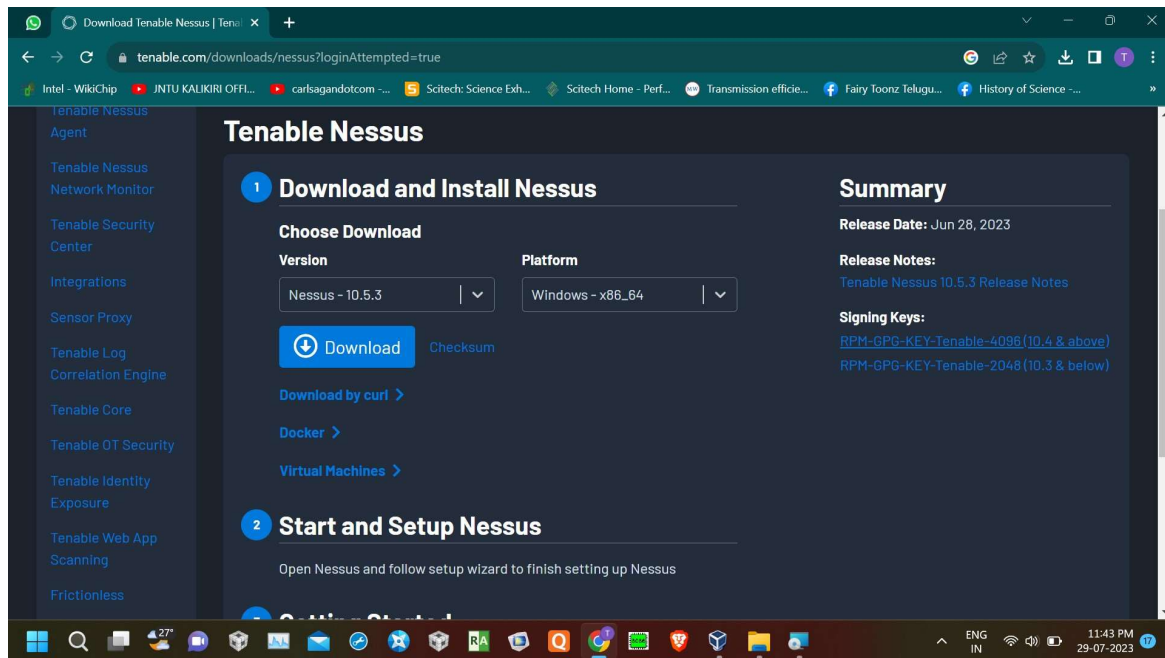 Download Tenable Nessus | Tenal
tenable.com/downloads/nessus?loginAttempted=true
Intel - WikiChip
JNTU KALIKIRI OFFI...
carlsagandotcom -...
Scitech: Science Exh...
Scitech Home - Perf...
Transmission efficie...
Fairy Toonz Telugu...
History of Science -...
»
Tenable Nessus
Agent
Tenable Nessus
Network Monitor
Tenable Security
Center
Integrations
Sensor Proxy
Tenable Log
Correlation Engine
Tenable Core
Tenable OT Security
Tenable Identity
Exposure
Tenable Web App
Scanning
Frictionless
Tenable Nessus
1 Download and Install Nessus
Choose Download
Version
Nessus - 10.5.3
Platform
Windows - x86_64
Download
Checksum
Download by curl
Docker
Virtual Machines
2 Start and Setup Nessus
Open Nessus and follow setup wizard to finish setting up Nessus
Getting Started
Summary
Release Date: Jun 28, 2023
Release Notes:
Tenable Nessus 10.5.3 Release Notes
Signing Keys:
RPM-GPG-KEY-Tenable-4096 (10.4 & above)
RPM-GPG-KEY-Tenable-2048 (10.3 & below)
27°
RA
ENG
IN
11:43 PM
29-07-2023
17